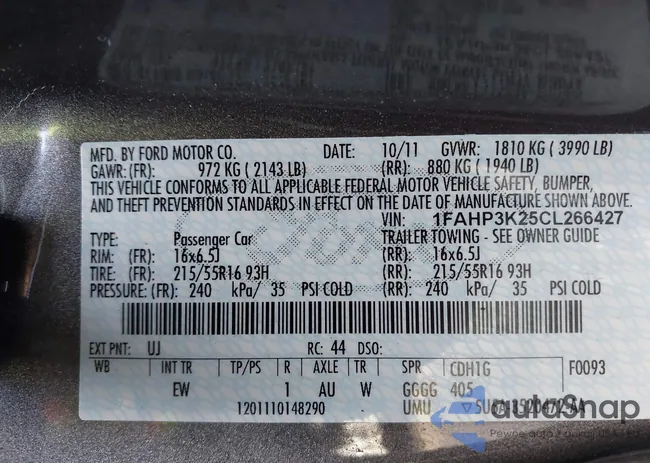 MFD. BY FORD MOTOR CO. DATE: 10/11 GVWR: 1810 KG ( 3990 LB)
GAWR: (FR): 972 KG ( 2143 LB) (RR): 880 KG ( 1940 LB)
THIS VEHICLE CONFORMS TO ALL APPLICABLE FEDERAL MOTOR VEHICLE SAFETY, BUMPER,
AND THEFT PREVENTION STANDARDS IN EFFECT ON THE DATE OF MANUFACTURE SHOWN ABOVE.
VIN: 1FAHP3K25CL266427
TYPE: Passenger Car TRAILER TOWING - SEE OWNER GUIDE
RIM: (FR): 16x6.5J (RR): 16x6.5J
TIRE: (FR): 215/55R16 93H (RR): 215/55R16 93H
PRESSURE: (FR): 240 kPa/ 35 PSI COLD (RR): 240 kPa/ 35 PSI COLD
EXT PNT: UJ RC: 44 DSO:
WB INT TR TP/PS R AXLE TR SPR CDH1G F0093
EW 1 AU W GGGG 405
1201110148290 UMU
autoSnap